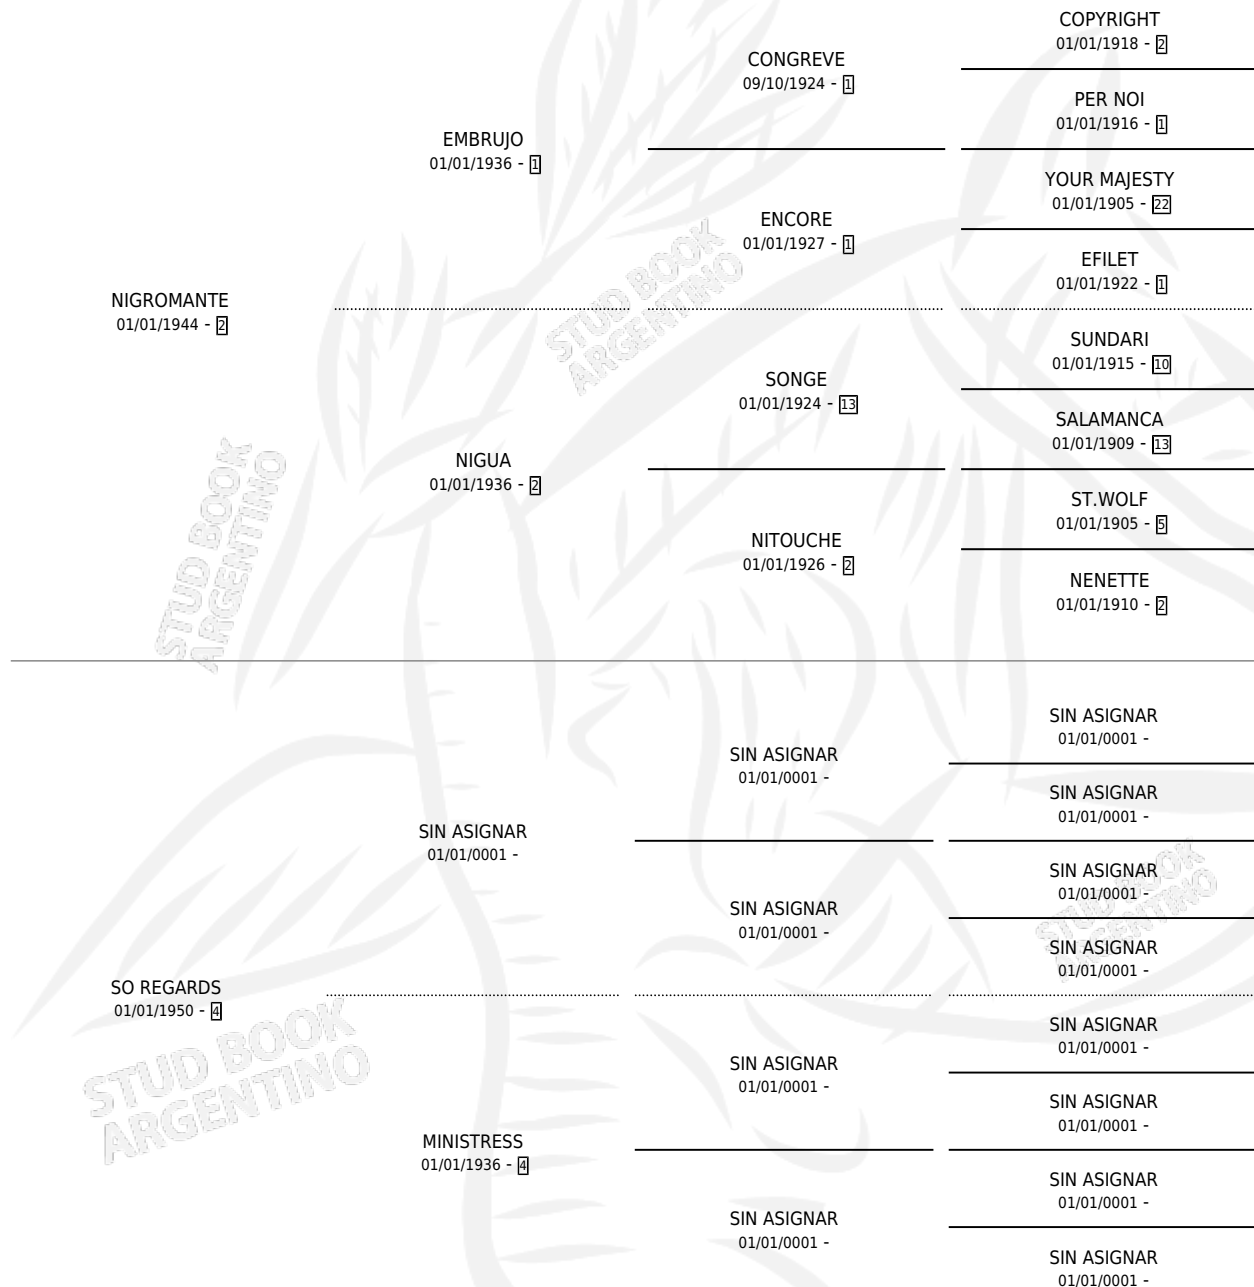 COPYRIGHT
01/01/1918 - 2
CONGREVE
09/10/1924 - 1
PER NOI
01/01/1916 - 1
EMBRUJO
01/01/1936 - 1
YOUR MAJESTY
01/01/1905 - 22
ENCORE
01/01/1927 - 1
EFILET
01/01/1922 - 1
NIGROMANTE
01/01/1944 - 2
SUNDARI
01/01/1915 - 10
SONGE
01/01/1924 - 13
SALAMANCA
01/01/1909 - 13
NIGUA
01/01/1936 - 2
ST.WOLF
01/01/1905 - 5
NITOUCHE
01/01/1926 - 2
NENETTE
01/01/1910 - 2
STUD BOOK
ARGENTINO
STUD BOOK
ARGENTINO
SIN ASIGNAR
01/01/0001 -
SIN ASIGNAR
01/01/0001 -
SIN ASIGNAR
01/01/0001 -
SIN ASIGNAR
01/01/0001 -
SIN ASIGNAR
01/01/0001 -
SIN ASIGNAR
01/01/0001 -
SIN ASIGNAR
01/01/0001 -
STUD BOOK
ARGENTINO
SO REGARDS
01/01/1950 - 4
STUD BOOK
ARGENTINO
SIN ASIGNAR
01/01/0001 -
SIN ASIGNAR
01/01/0001 -
SIN ASIGNAR
01/01/0001 -
MINISTRESS
01/01/1936 - 4
SIN ASIGNAR
01/01/0001 -
SIN ASIGNAR
01/01/0001 -
SIN ASIGNAR
01/01/0001 -